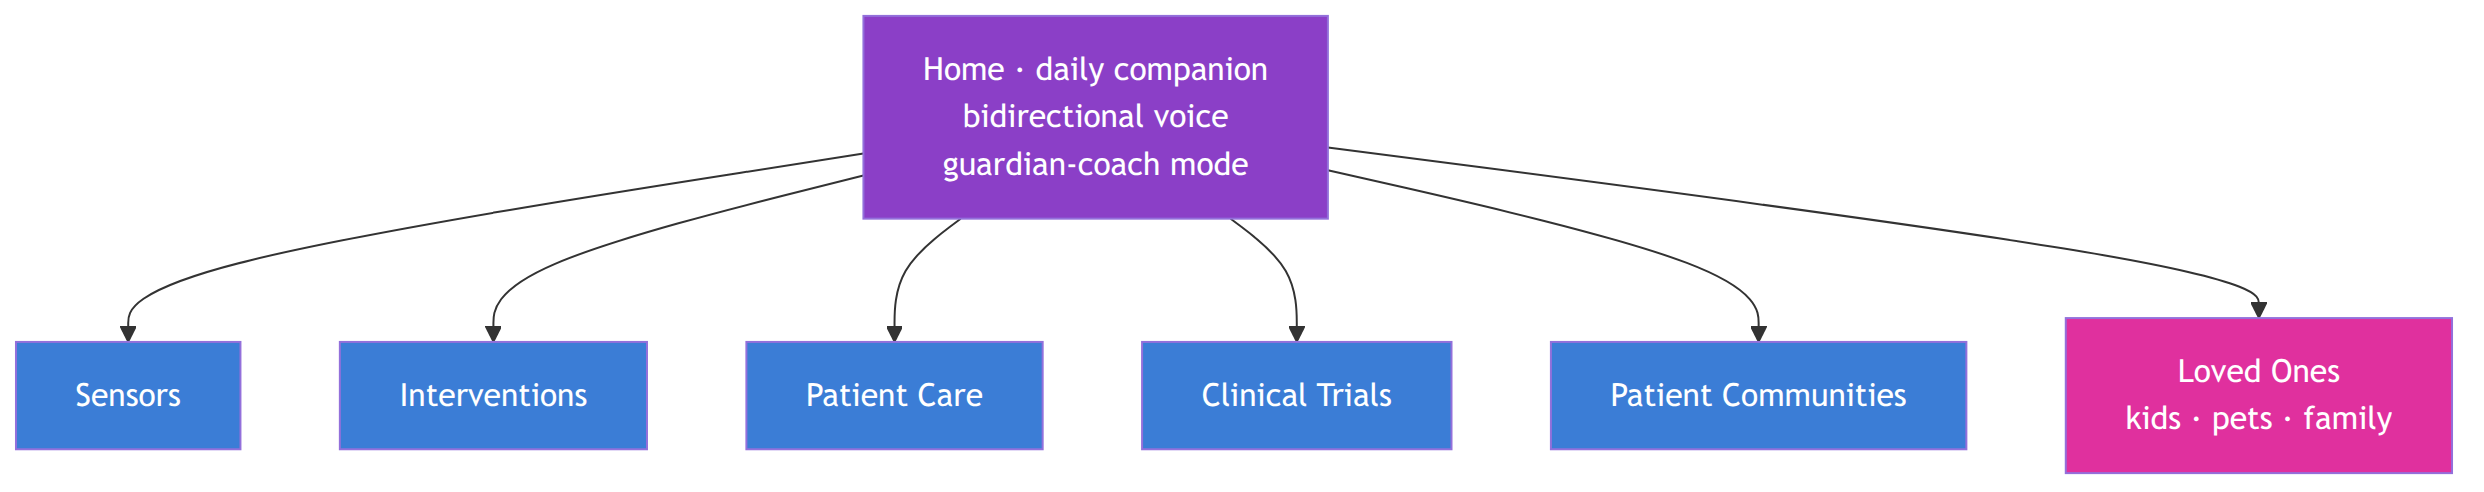 Home · daily companion
bidirectional voice
guardian-coach mode
Sensors
Interventions
Patient Care
Clinical Trials
Patient Communities
Loved Ones
kids · pets · family